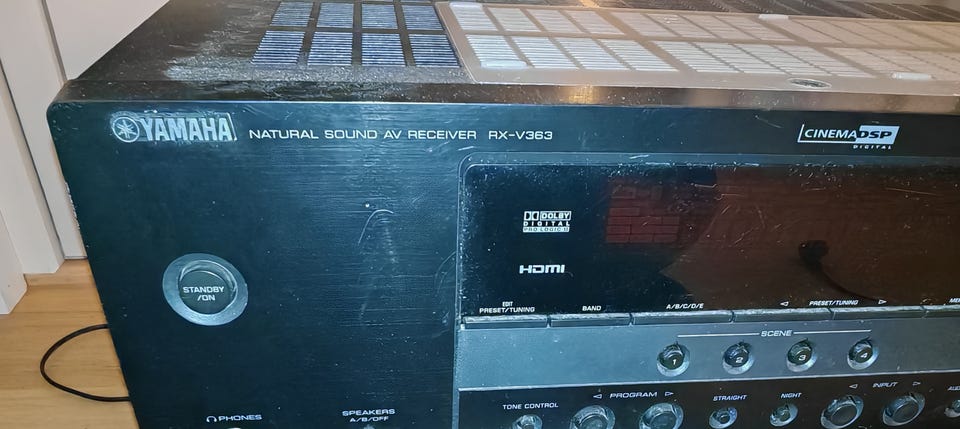 YAMAHA NATURAL SOUND AV RECEIVER RX-V363
CINEMA DSP
DIGITAL
DOLBY
DIGITAL
PRO LOGIC II
HDMI
STANDBY
/ON
EDIT
PRESET/TUNING
BAND
A/B/C/D/E
PRESET/TUNING
SCENE
1 2 3 4
TONE CONTROL
PROGRAM
STRAIGHT
NIGHT
INPUT
PHONES
SPEAKERS
A/B/OFF